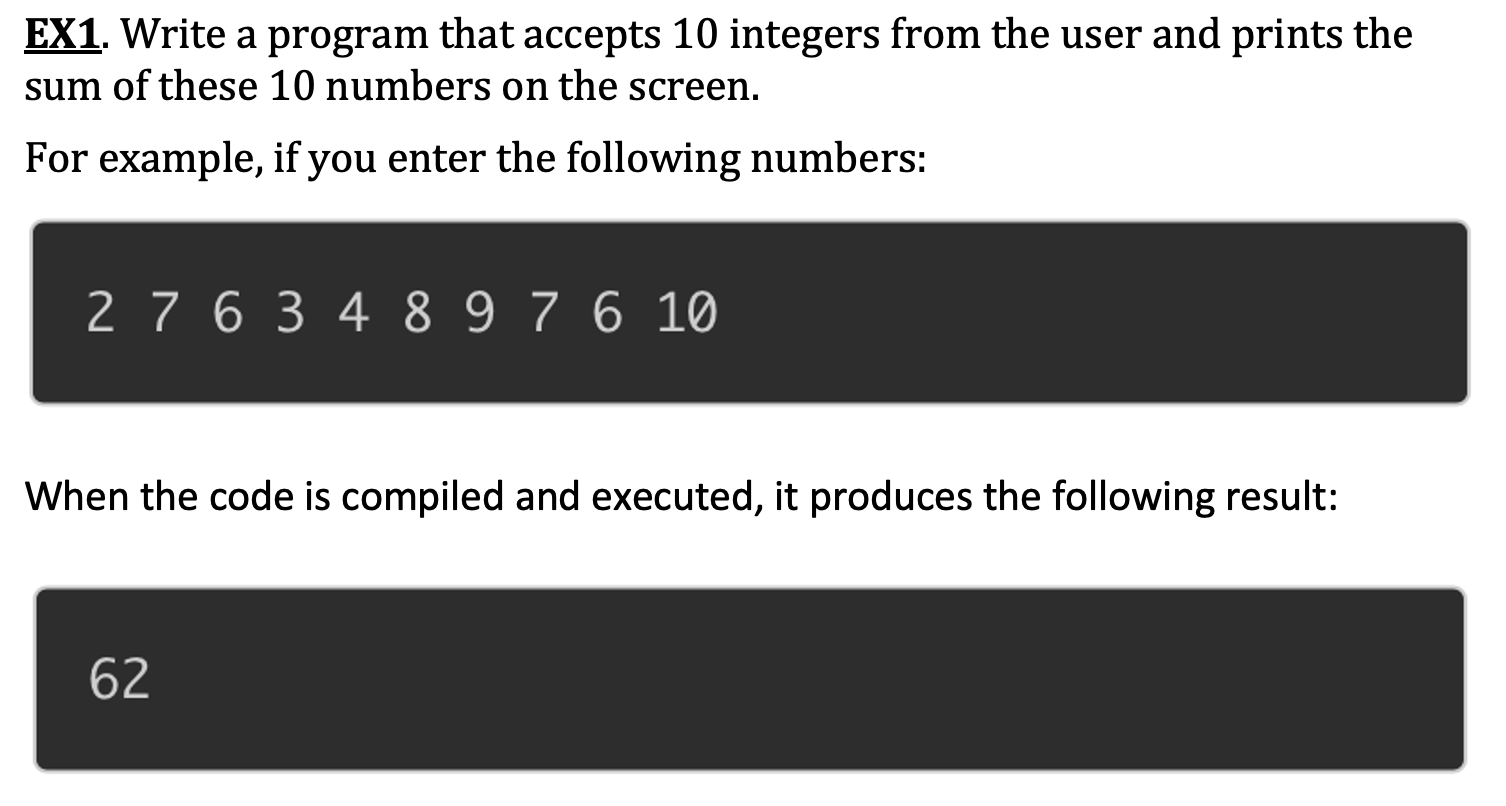 EX1. Write a program that accepts 10 integers from the user and prints the
sum of these 10 numbers on the screen.
For example, if you enter the following numbers:
2 7 6 3 4 8 9 7 6 10
When the code is compiled and executed, it produces the following result:
62